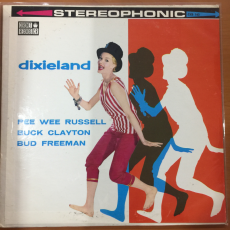 STEREOPHONIC
dixieland
PEE WEE RUSSELL
BUCK CLAYTON
BUD FREEMAN